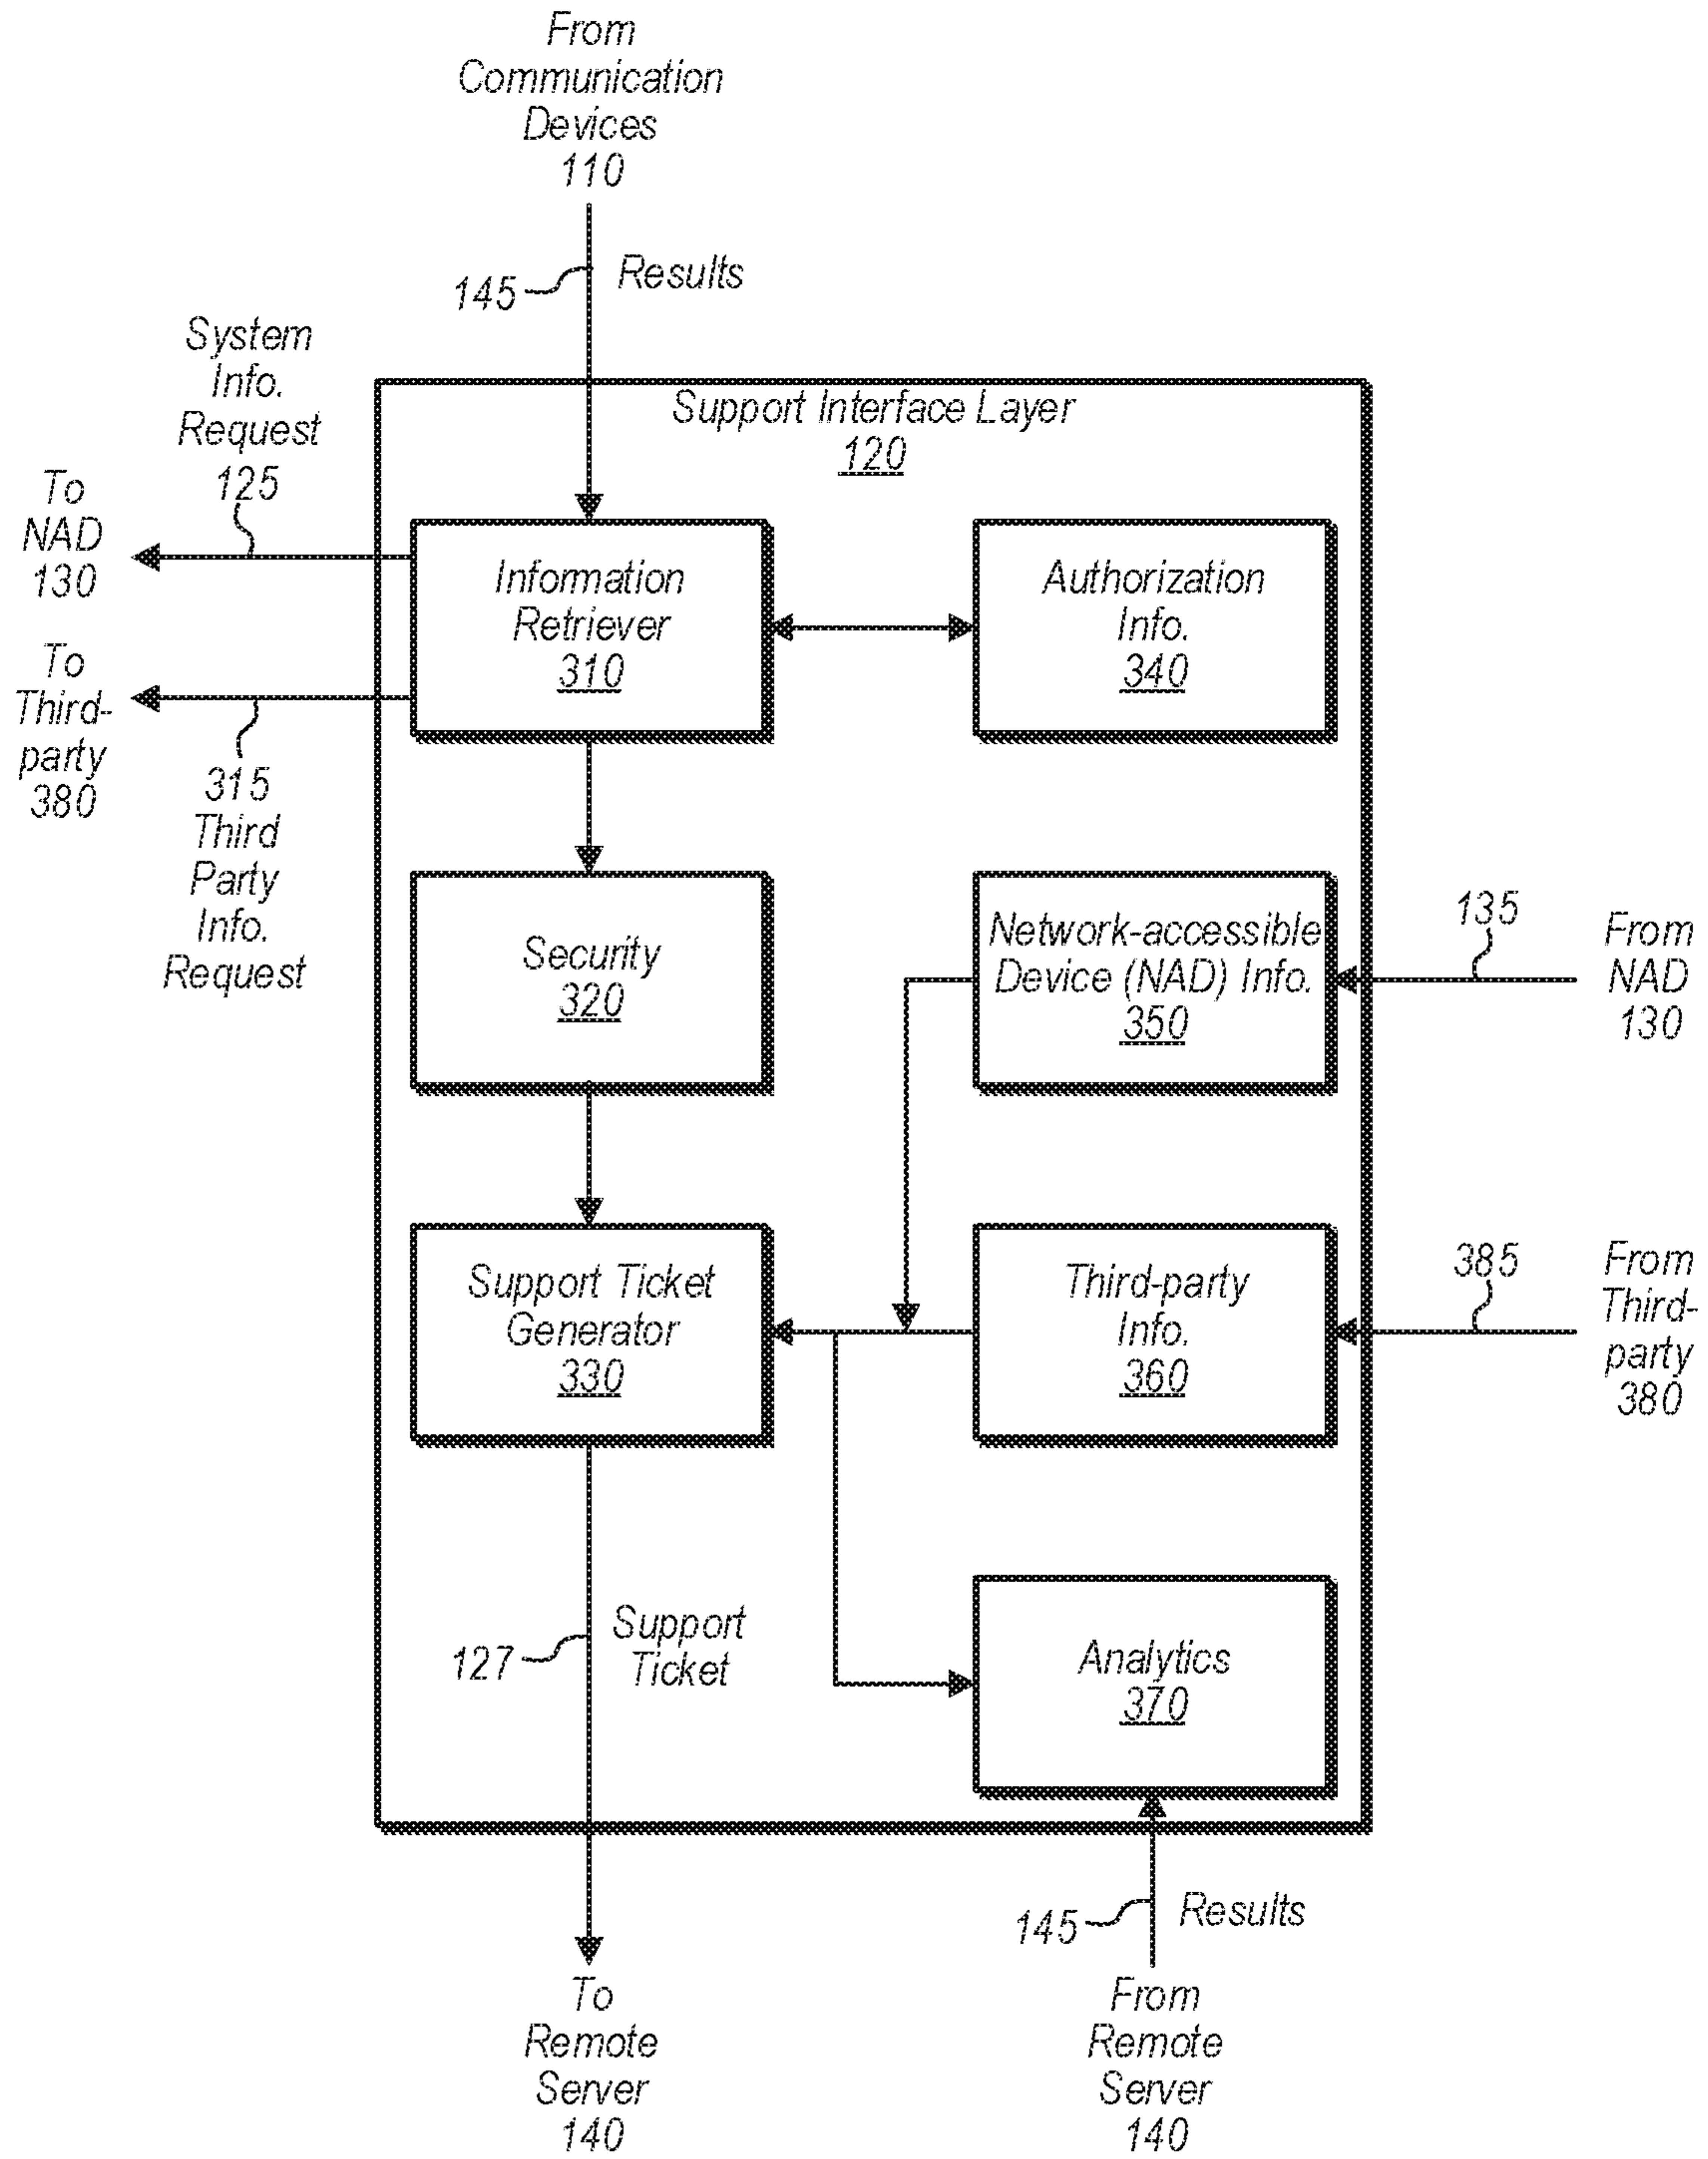 From
Communication
Devices
110
145
Results
System
Info.
Request
125
To
NAD
130
To
Third-
party
380
315
Third
Party
Info.
Request
Support Interface Layer
120
Information
Retriever
310
Authorization
Info.
340
Security
320
Network-accessible
Device (NAD) Info.
350
135
From
NAD
130
Support Ticket
Generator
330
Third-party
Info.
360
385
From
Third-
party
380
127
Support
Ticket
Analytics
370
145
Results
To
Remote
Server
140
From
Remote
Server
140